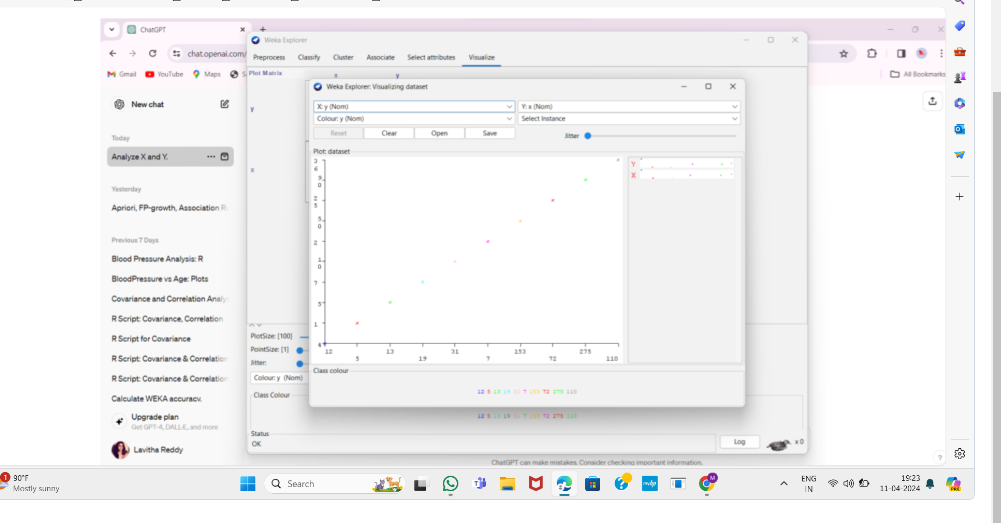 ChatGPT
chat.openai.com/
Gmail
YouTube
Maps
All Bookmarks
New chat
Today
Analyze X and Y.
Yesterday
Apriori, FP-growth, Association R
Previous 7 Days
Blood Pressure Analysis: R
BloodPressure vs Age: Plots
Covariance and Correlation Analy
R Script: Covariance, Correlation
R Script for Covariance
R Script: Covariance & Correlation
R Script: Covariance & Correlation
Calculate WEKA accuracy.
Upgrade plan
Get GPT-4, DALL·E, and more
Lavitha Reddy
Weka Explorer
Preprocess Classify Cluster Associate Select attributes Visualize
Plot Matrix
x y
y
x
Weka Explorer: Visualizing dataset
X: y (Nom)
Y: x (Nom)
Colour: y (Nom)
Select Instance
Reset Clear Open Save
Jitter
Plot: dataset
3
6
9
0
2
5
5
0
2
1
0
7
5
1
4
12 13 31 153 275
5 19 7 72 110
Y
X
Class colour
12 5 13 19 31 7 153 72 275 110
PlotSize: [100]
PointSize: [1]
Jitter:
Colour: y (Nom)
Class Colour
12 5 13 19 31 7 153 72 275 110
Status
OK
Log
x 0
ChatGPT can make mistakes. Consider checking important information.
?
1
90°F
Mostly sunny
Search
ENG
IN
19:23
11-04-2024